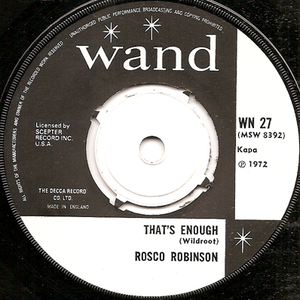 UNAUTHORISED PUBLIC PERFORMANCE BROADCASTING AND COPYING PROHIBITED
ALL RIGHTS OF THE MANUFACTURERS AND OWNER OF THE RECORDED WORK RESERVED
wand
Licensed by
SCEPTER
RECORD INC.
U.S.A.
WN 27
(MSW 8392)
Kapa
℗ 1972
THE DECCA RECORD
CO. LTD.
MADE IN ENGLAND
THAT'S ENOUGH
(Wildroot)
ROSCO ROBINSON